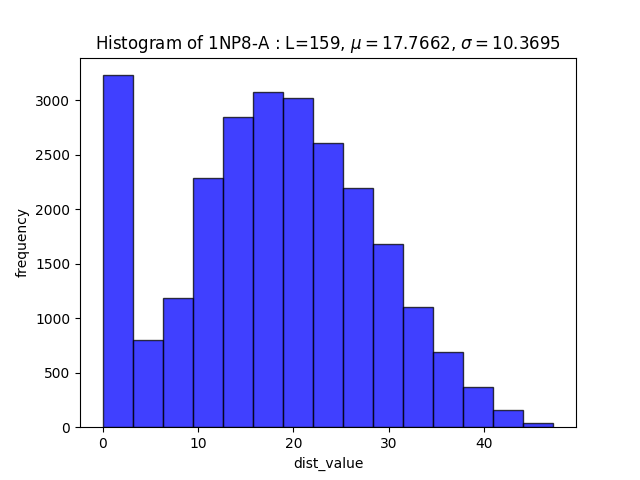 Histogram of 1NP8-A : L=159, μ = 17.7662, σ = 10.3695
3000
2500
2000
1500
1000
500
0
frequency
0 10 20 30 40
dist_value